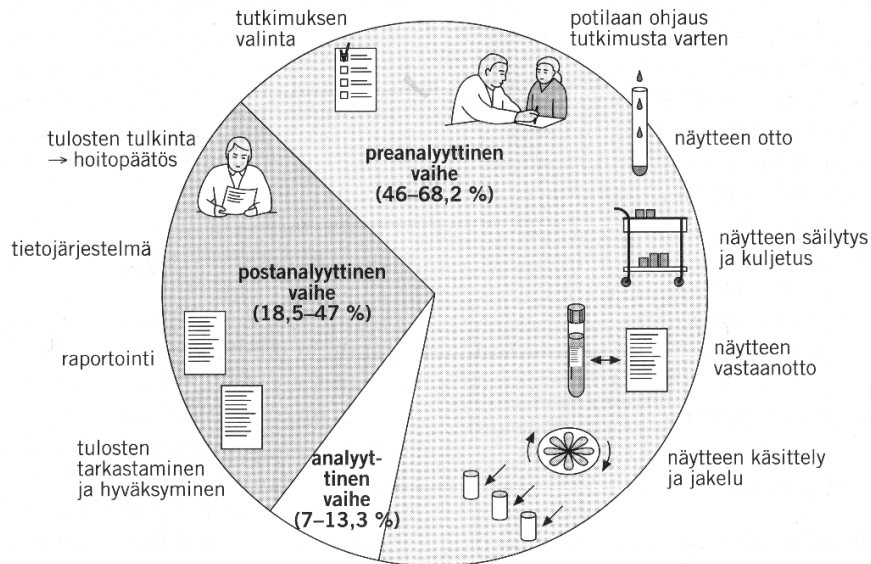 tutkimuksen
valinta
potilaan ohjaus
tutkimusta varten
näytteen otto
näytteen säilytys
ja kuljetus
näytteen
vastaanotto
näytteen käsittely
ja jakelu
preanalyyttinen
vaihe
(46–68,2 %)
analyyt-
tinen
vaihe
(7–13,3 %)
postanalyyttinen
vaihe
(18,5–47 %)
tulosten
tarkastaminen
ja hyväksyminen
raportointi
tietojärjestelmä
tulosten tulkinta
→ hoitopäätös